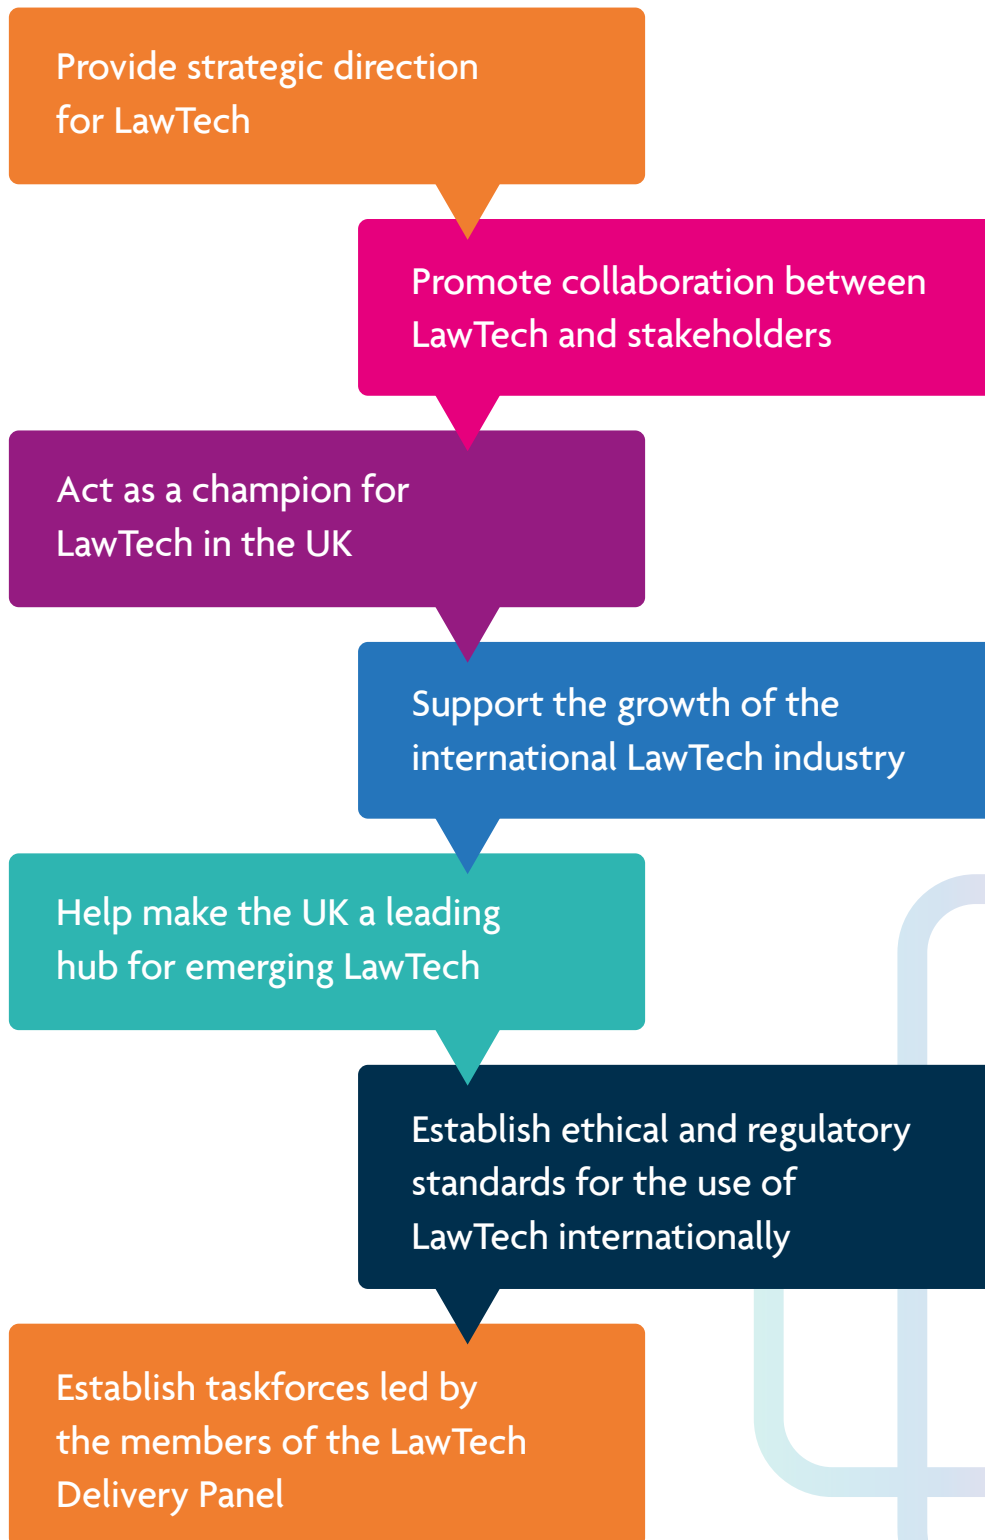 Provide strategic direction
for LawTech
Promote collaboration between
LawTech and stakeholders
Act as a champion for
LawTech in the UK
Support the growth of the
international LawTech industry
Help make the UK a leading
hub for emerging LawTech
Establish ethical and regulatory
standards for the use of
LawTech internationally
Establish taskforces led by
the members of the LawTech
Delivery Panel